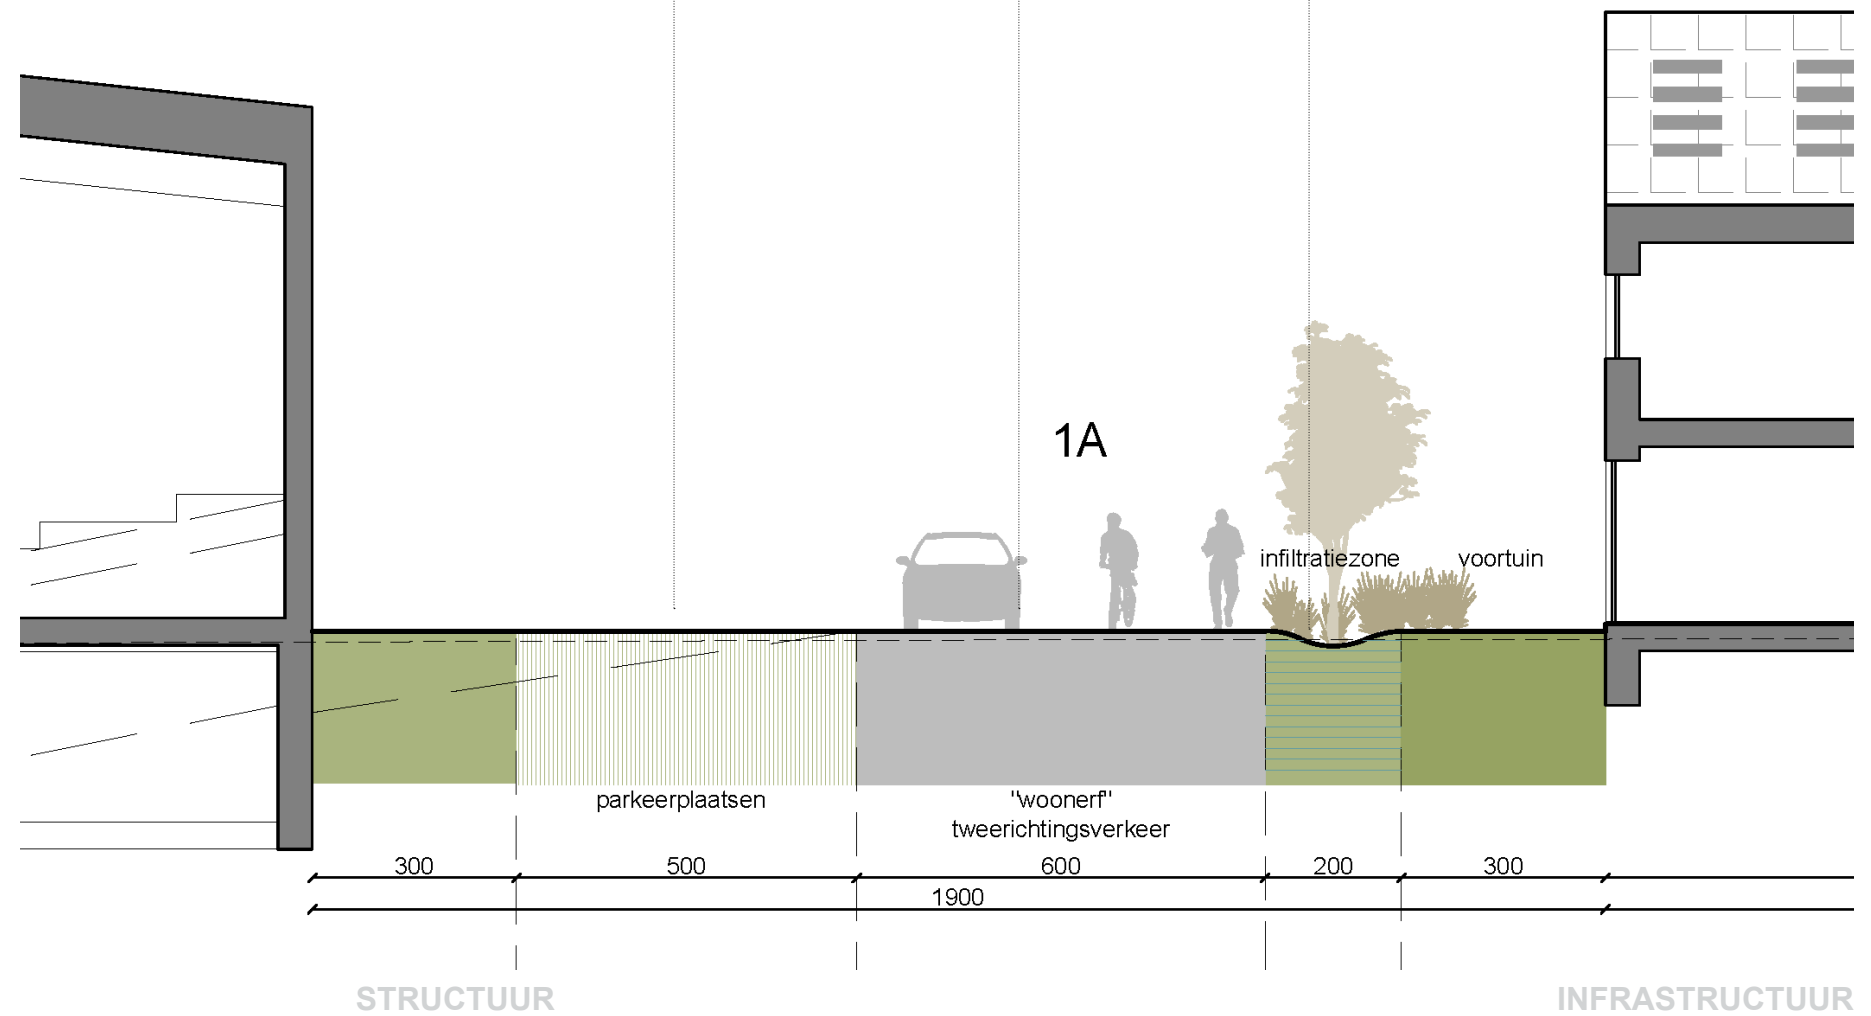 1A
infiltratiezone
voortuin
parkeerplaatsen
"woonerf"
tweerichtingsverkeer
300
500
600
200
300
1900
STRUCTUUR
INFRASTRUCTUUR